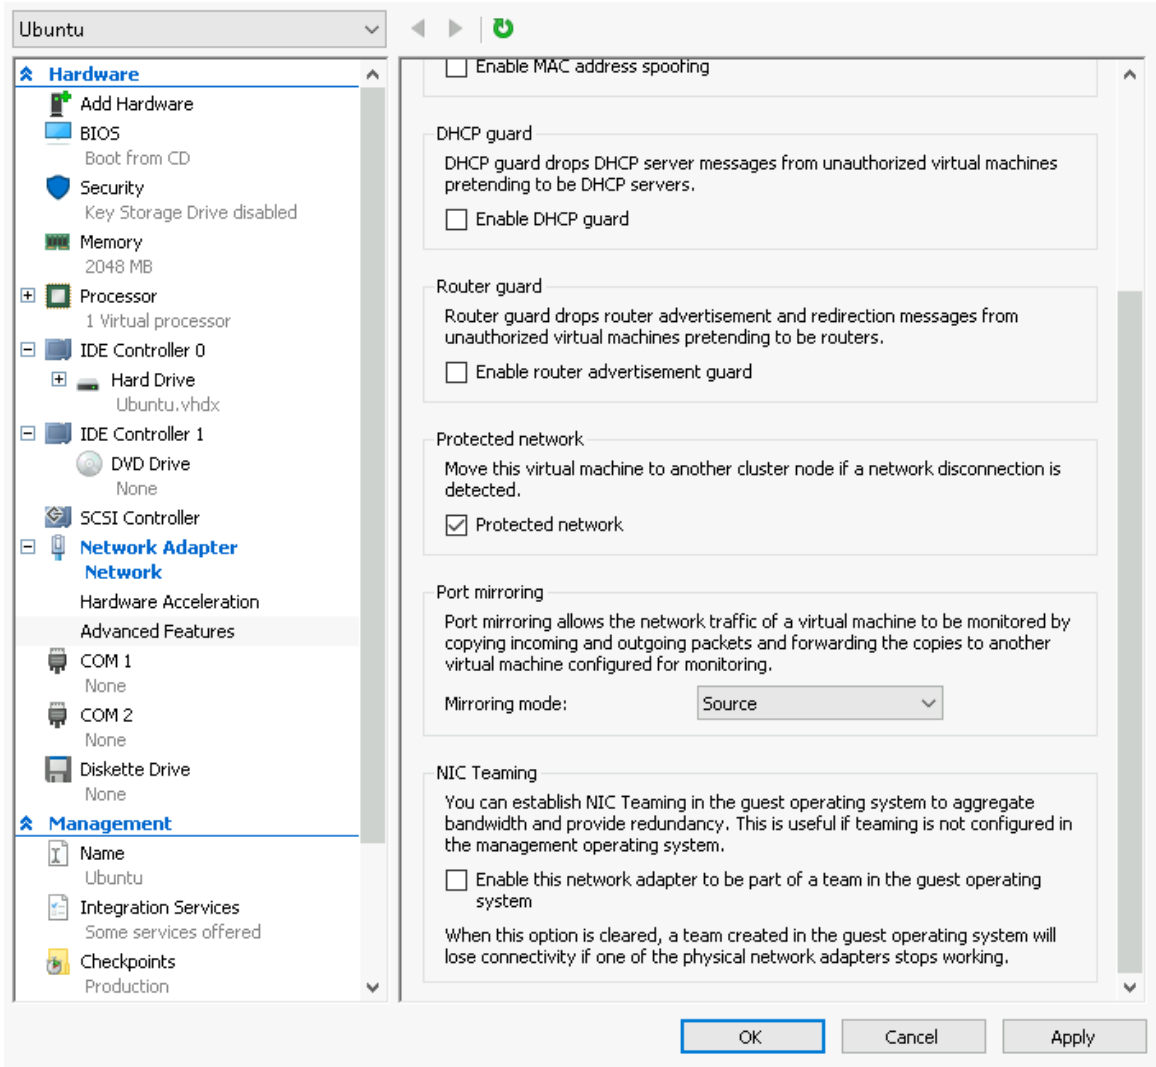 Ubuntu
Hardware
Add Hardware
BIOS
Boot from CD
Security
Key Storage Drive disabled
Memory
2048 MB
Processor
1 Virtual processor
IDE Controller 0
Hard Drive
Ubuntu.vhdx
IDE Controller 1
DVD Drive
None
SCSI Controller
Network Adapter
Network
Hardware Acceleration
Advanced Features
COM 1
None
COM 2
None
Diskette Drive
None
Management
Name
Ubuntu
Integration Services
Some services offered
Checkpoints
Production
Enable MAC address spoofing
DHCP guard
DHCP guard drops DHCP server messages from unauthorized virtual machines
pretending to be DHCP servers.
Enable DHCP guard
Router guard
Router guard drops router advertisement and redirection messages from
unauthorized virtual machines pretending to be routers.
Enable router advertisement guard
Protected network
Move this virtual machine to another cluster node if a network disconnection is
detected.
Protected network
Port mirroring
Port mirroring allows the network traffic of a virtual machine to be monitored by
copying incoming and outgoing packets and forwarding the copies to another
virtual machine configured for monitoring.
Mirroring mode: Source
NIC Teaming
You can establish NIC Teaming in the guest operating system to aggregate
bandwidth and provide redundancy. This is useful if teaming is not configured in
the management operating system.
Enable this network adapter to be part of a team in the guest operating
system
When this option is cleared, a team created in the guest operating system will
lose connectivity if one of the physical network adapters stops working.
OK Cancel Apply